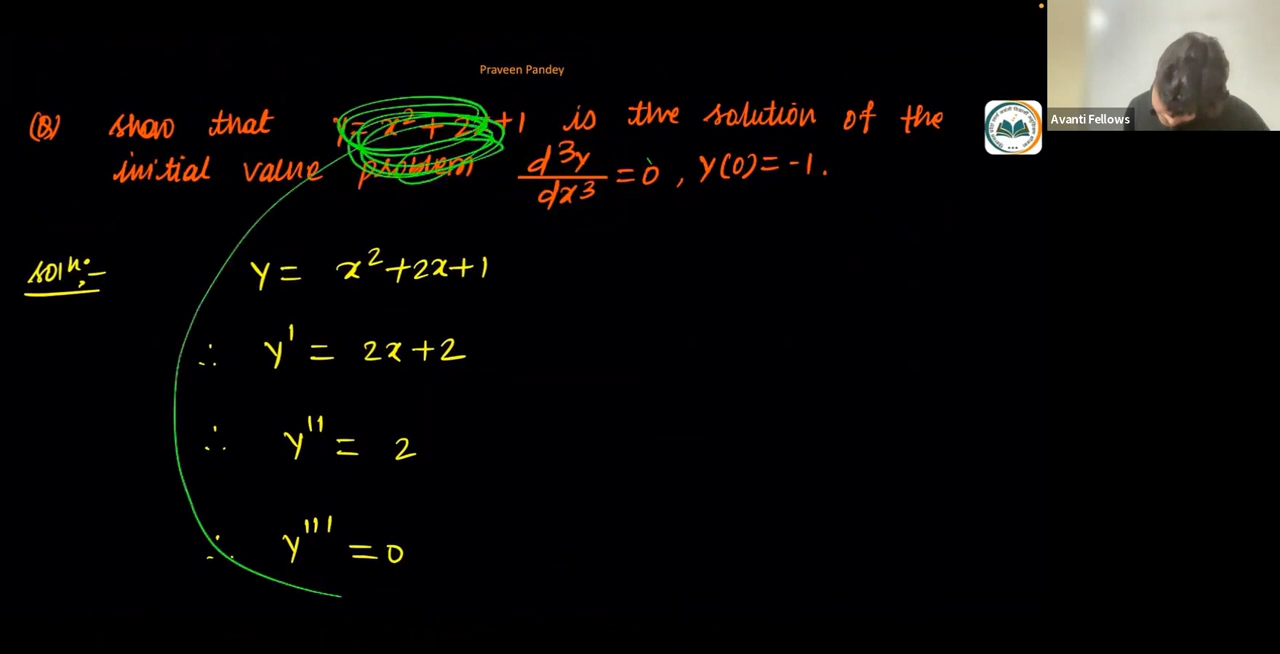 Praveen Pandey
(Q) show that y = x² + 2x + 1 is the solution of the
initial value problem d³y/dx³ = 0, y(0) = -1.
Avanti Fellows
soln:-
y = x² + 2x + 1
∴ y' = 2x + 2
∴ y'' = 2
∴ y''' = 0